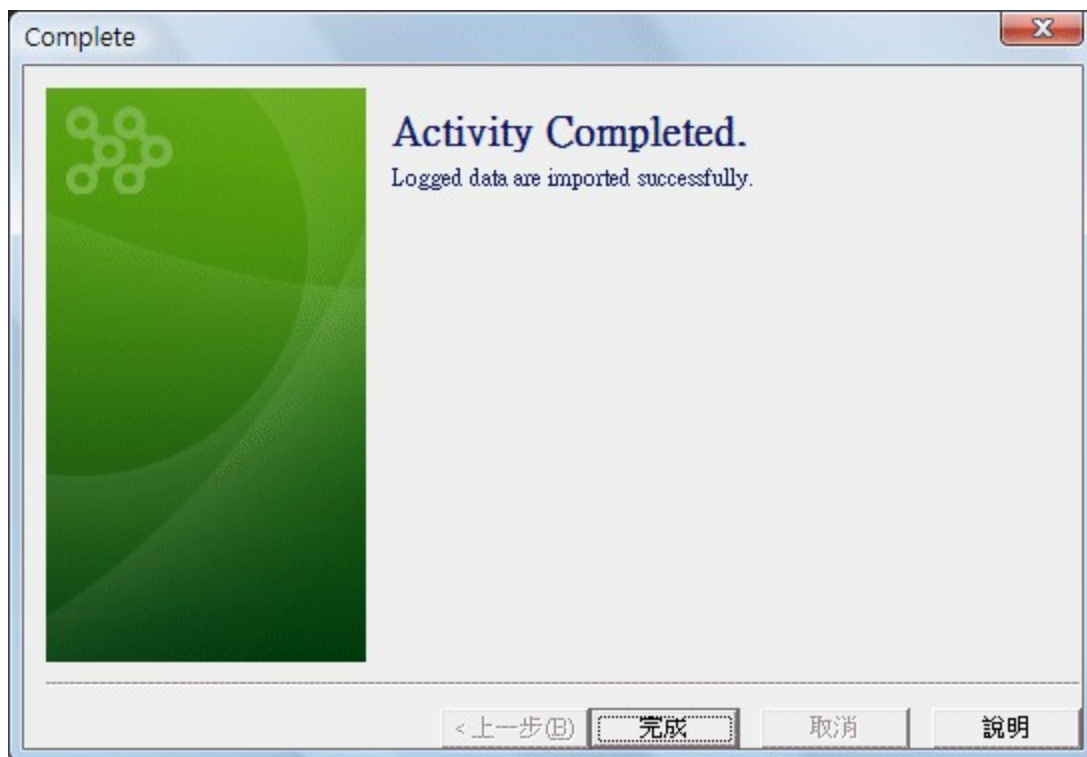 Complete
Activity Completed.
Logged data are imported successfully.
<上一步(B) 完成 取消 說明